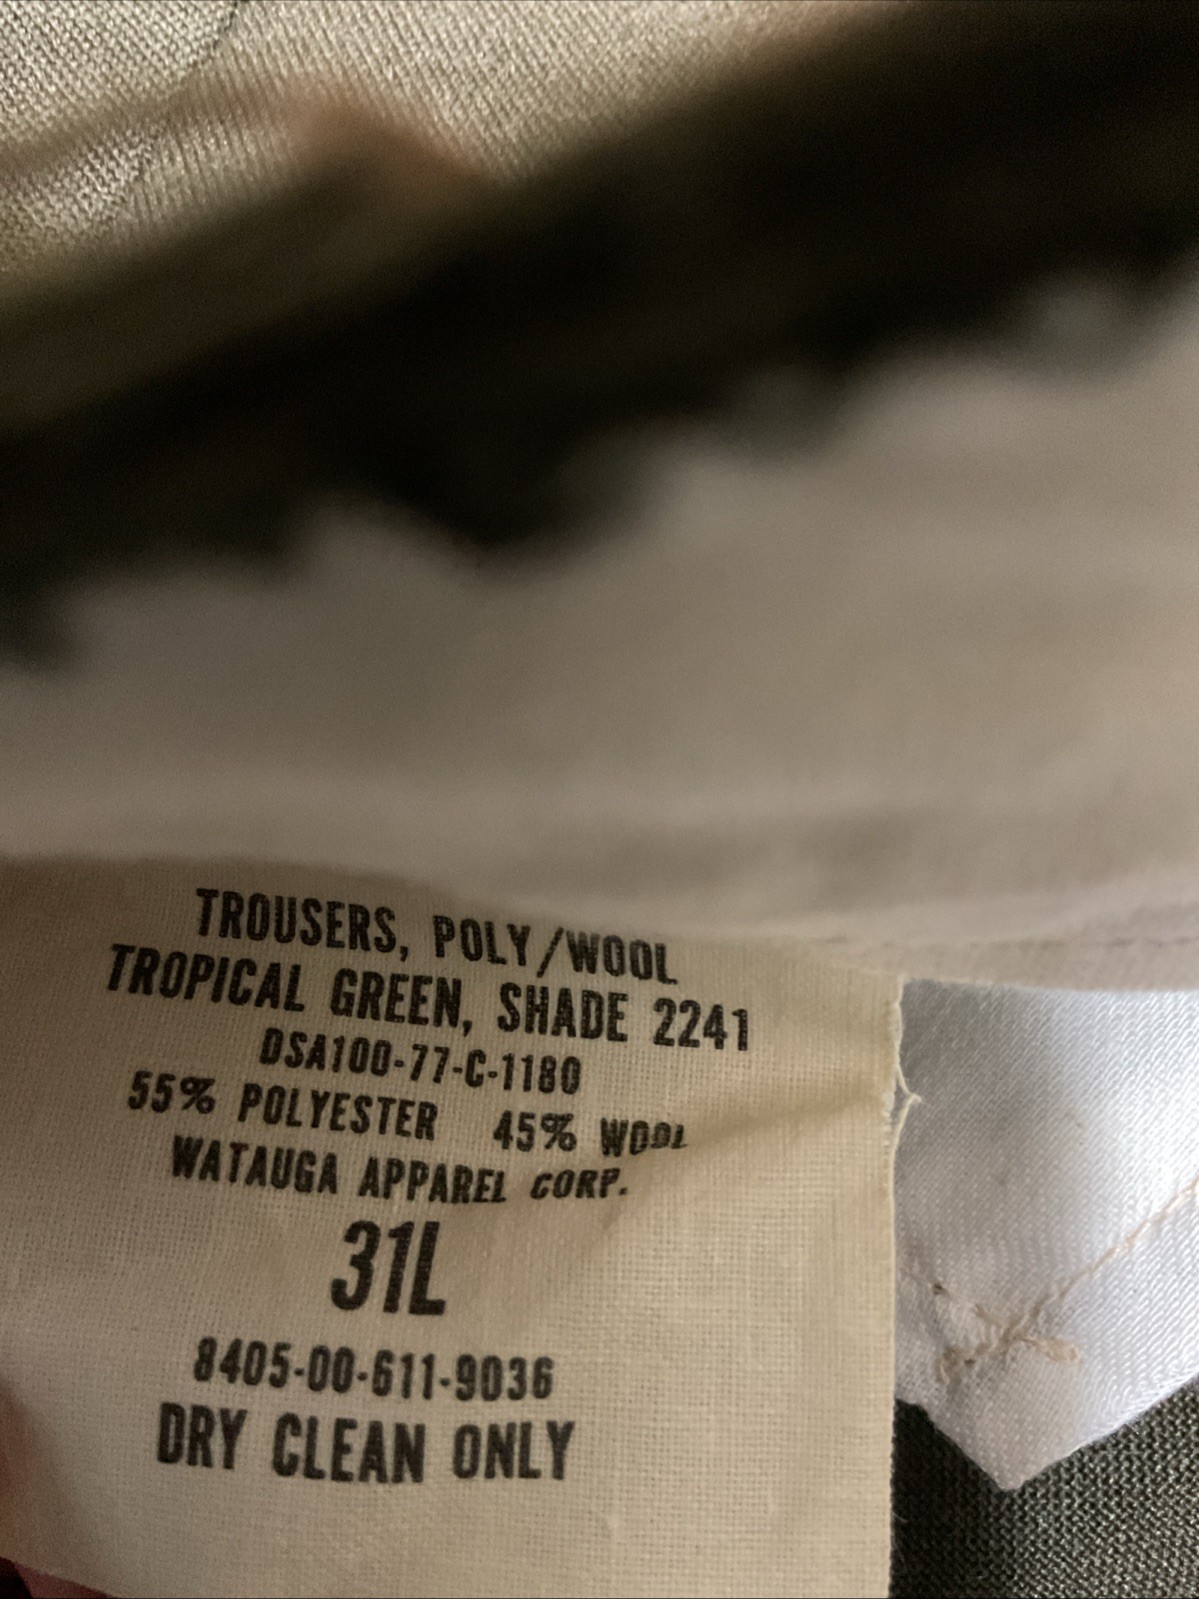 TROUSERS, POLY/WOOL
TROPICAL GREEN, SHADE 2241
DSA100-77-C-1180
55% POLYESTER 45% WOOL
WATAUGA APPAREL CORP.
31L
8405-00-611-9036
DRY CLEAN ONLY